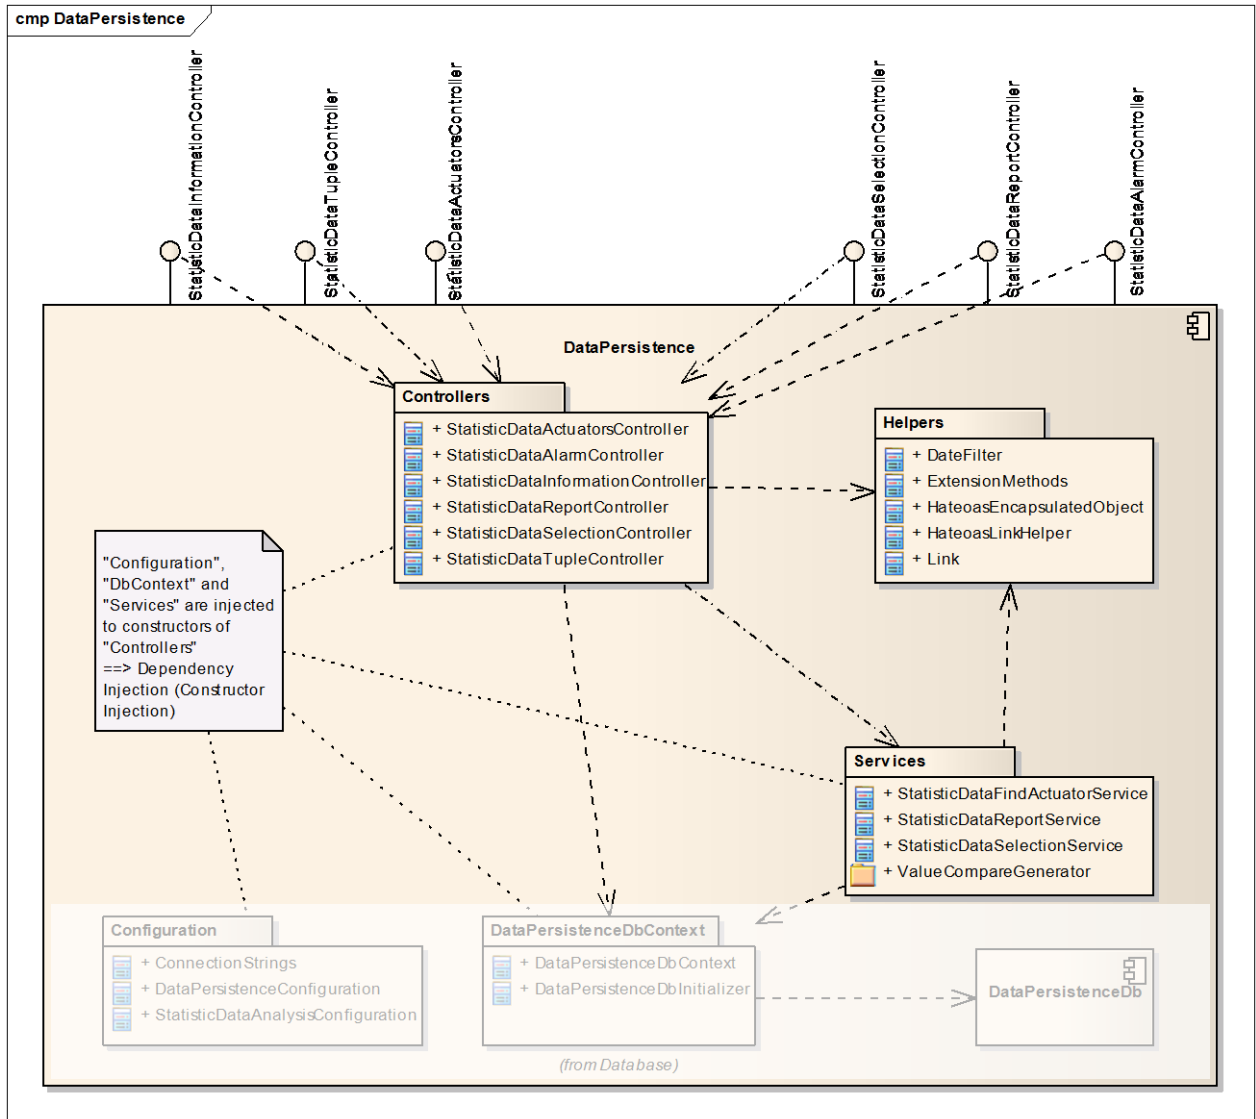 cmp DataPersistence
StatisticDataInformationController
StatisticDataTupleController
StatisticDataActuatorsController
StatisticDataSelectionController
StatisticDataReportController
StatisticDataAlarmController
DataPersistence
Controllers
+ StatisticDataActuatorsController
+ StatisticDataAlarmController
+ StatisticDataInformationController
+ StatisticDataReportController
+ StatisticDataSelectionController
+ StatisticDataTupleController
Helpers
+ DateFilter
+ ExtensionMethods
+ HateoasEncapsulatedObject
+ HateoasLinkHelper
+ Link
"Configuration",
"DbContext" and
"Services" are injected
to constructors of
"Controllers"
==> Dependency
Injection (Constructor
Injection)
Services
+ StatisticDataFindActuatorService
+ StatisticDataReportService
+ StatisticDataSelectionService
+ ValueCompareGenerator
Configuration
+ ConnectionStrings
+ DataPersistenceConfiguration
+ StatisticDataAnalysisConfiguration
DataPersistenceDbContext
+ DataPersistenceDbContext
+ DataPersistenceDbInitializer
(from Database)
DataPersistenceDb